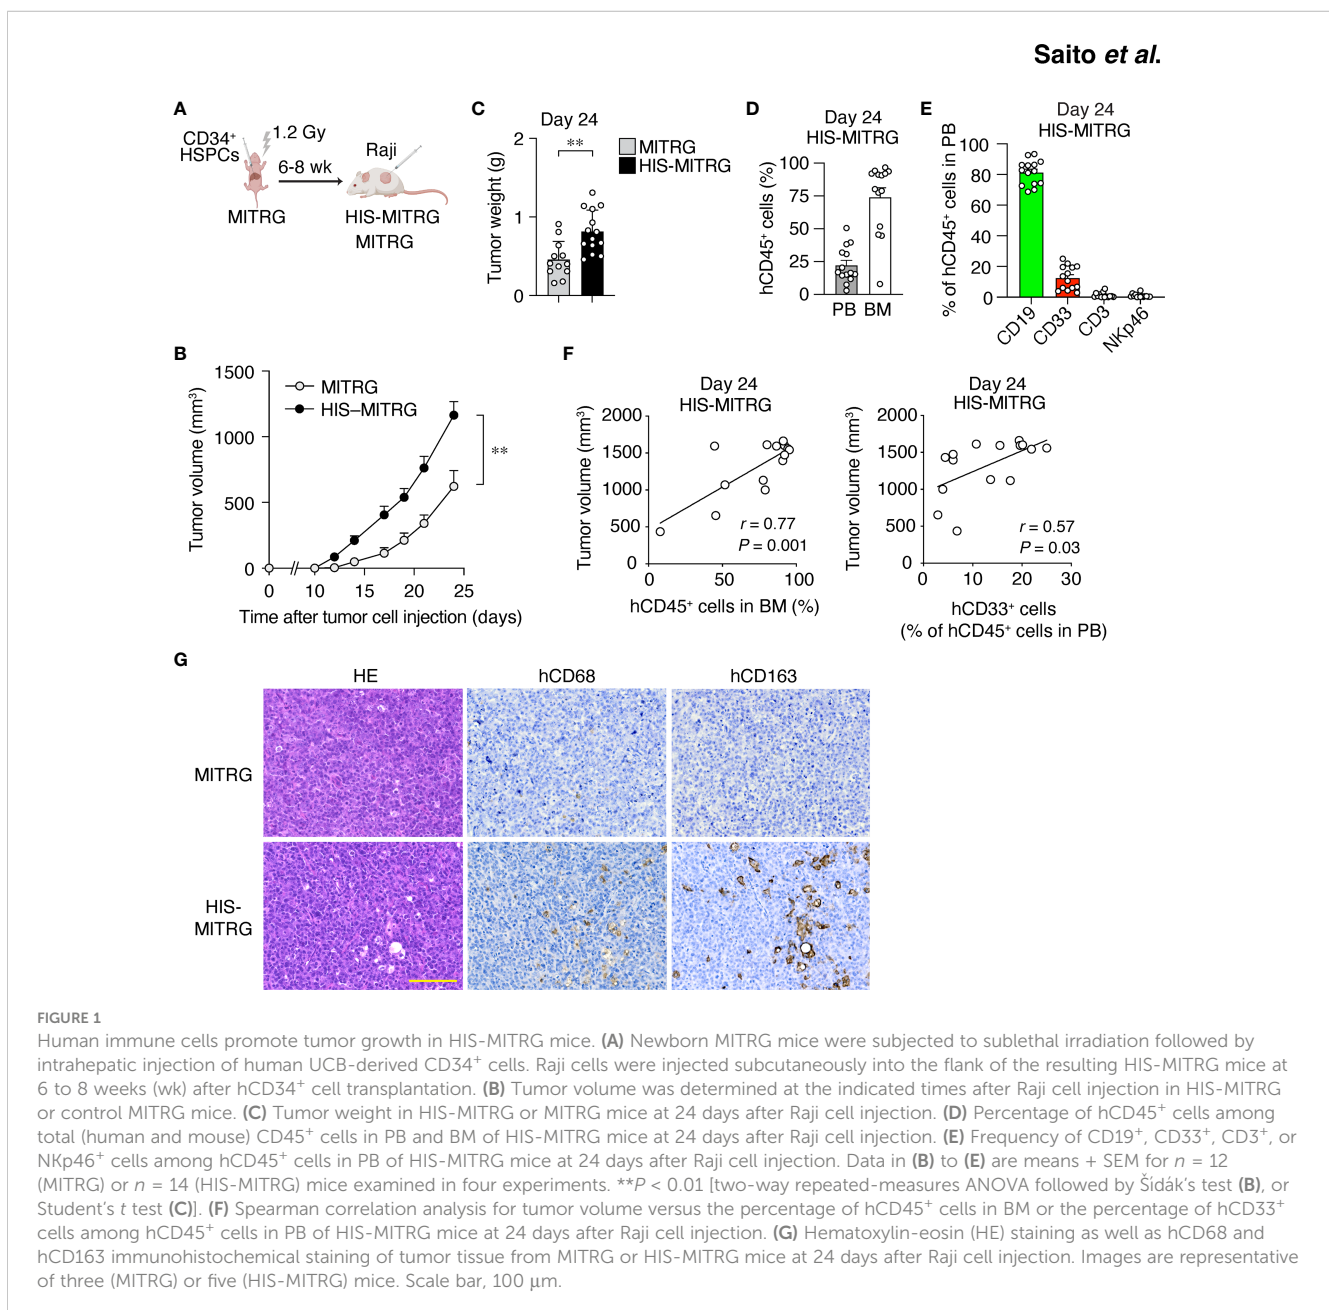 Saito et al.
A
CD34⁺
HSPCs
1.2 Gy
6-8 wk
Raji
MITRG
HIS-MITRG
MITRG
C
Day 24
**
MITRG
HIS-MITRG
Tumor weight (g)
2
1
0
D
Day 24
HIS-MITRG
hCD45⁺ cells (%)
100
75
50
25
0
PB BM
E
Day 24
HIS-MITRG
% of hCD45⁺ cells in PB
100
80
60
40
20
0
CD19
CD33
CD3
NKp46
B
Tumor volume (mm³)
1500
1000
500
0
MITRG
HIS–MITRG
**
0 10 15 20 25
Time after tumor cell injection (days)
F
Day 24
HIS-MITRG
Tumor volume (mm³)
2000
1500
1000
500
0
r = 0.77
P = 0.001
0 50 100
hCD45⁺ cells in BM (%)
Day 24
HIS-MITRG
Tumor volume (mm³)
2000
1500
1000
500
0
r = 0.57
P = 0.03
0 10 20 30
hCD33⁺ cells
(% of hCD45⁺ cells in PB)
G
HE hCD68 hCD163
MITRG
HIS-
MITRG
FIGURE 1
Human immune cells promote tumor growth in HIS-MITRG mice. (A) Newborn MITRG mice were subjected to sublethal irradiation followed by
intrahepatic injection of human UCB-derived CD34⁺ cells. Raji cells were injected subcutaneously into the flank of the resulting HIS-MITRG mice at
6 to 8 weeks (wk) after hCD34⁺ cell transplantation. (B) Tumor volume was determined at the indicated times after Raji cell injection in HIS-MITRG
or control MITRG mice. (C) Tumor weight in HIS-MITRG or MITRG mice at 24 days after Raji cell injection. (D) Percentage of hCD45⁺ cells among
total (human and mouse) CD45⁺ cells in PB and BM of HIS-MITRG mice at 24 days after Raji cell injection. (E) Frequency of CD19⁺, CD33⁺, CD3⁺, or
NKp46⁺ cells among hCD45⁺ cells in PB of HIS-MITRG mice at 24 days after Raji cell injection. Data in (B) to (E) are means + SEM for n = 12
(MITRG) or n = 14 (HIS-MITRG) mice examined in four experiments. **P < 0.01 [two-way repeated-measures ANOVA followed by Šídák's test (B), or
Student's t test (C)]. (F) Spearman correlation analysis for tumor volume versus the percentage of hCD45⁺ cells in BM or the percentage of hCD33⁺
cells among hCD45⁺ cells in PB of HIS-MITRG mice at 24 days after Raji cell injection. (G) Hematoxylin-eosin (HE) staining as well as hCD68 and
hCD163 immunohistochemical staining of tumor tissue from MITRG or HIS-MITRG mice at 24 days after Raji cell injection. Images are representative
of three (MITRG) or five (HIS-MITRG) mice. Scale bar, 100 μm.